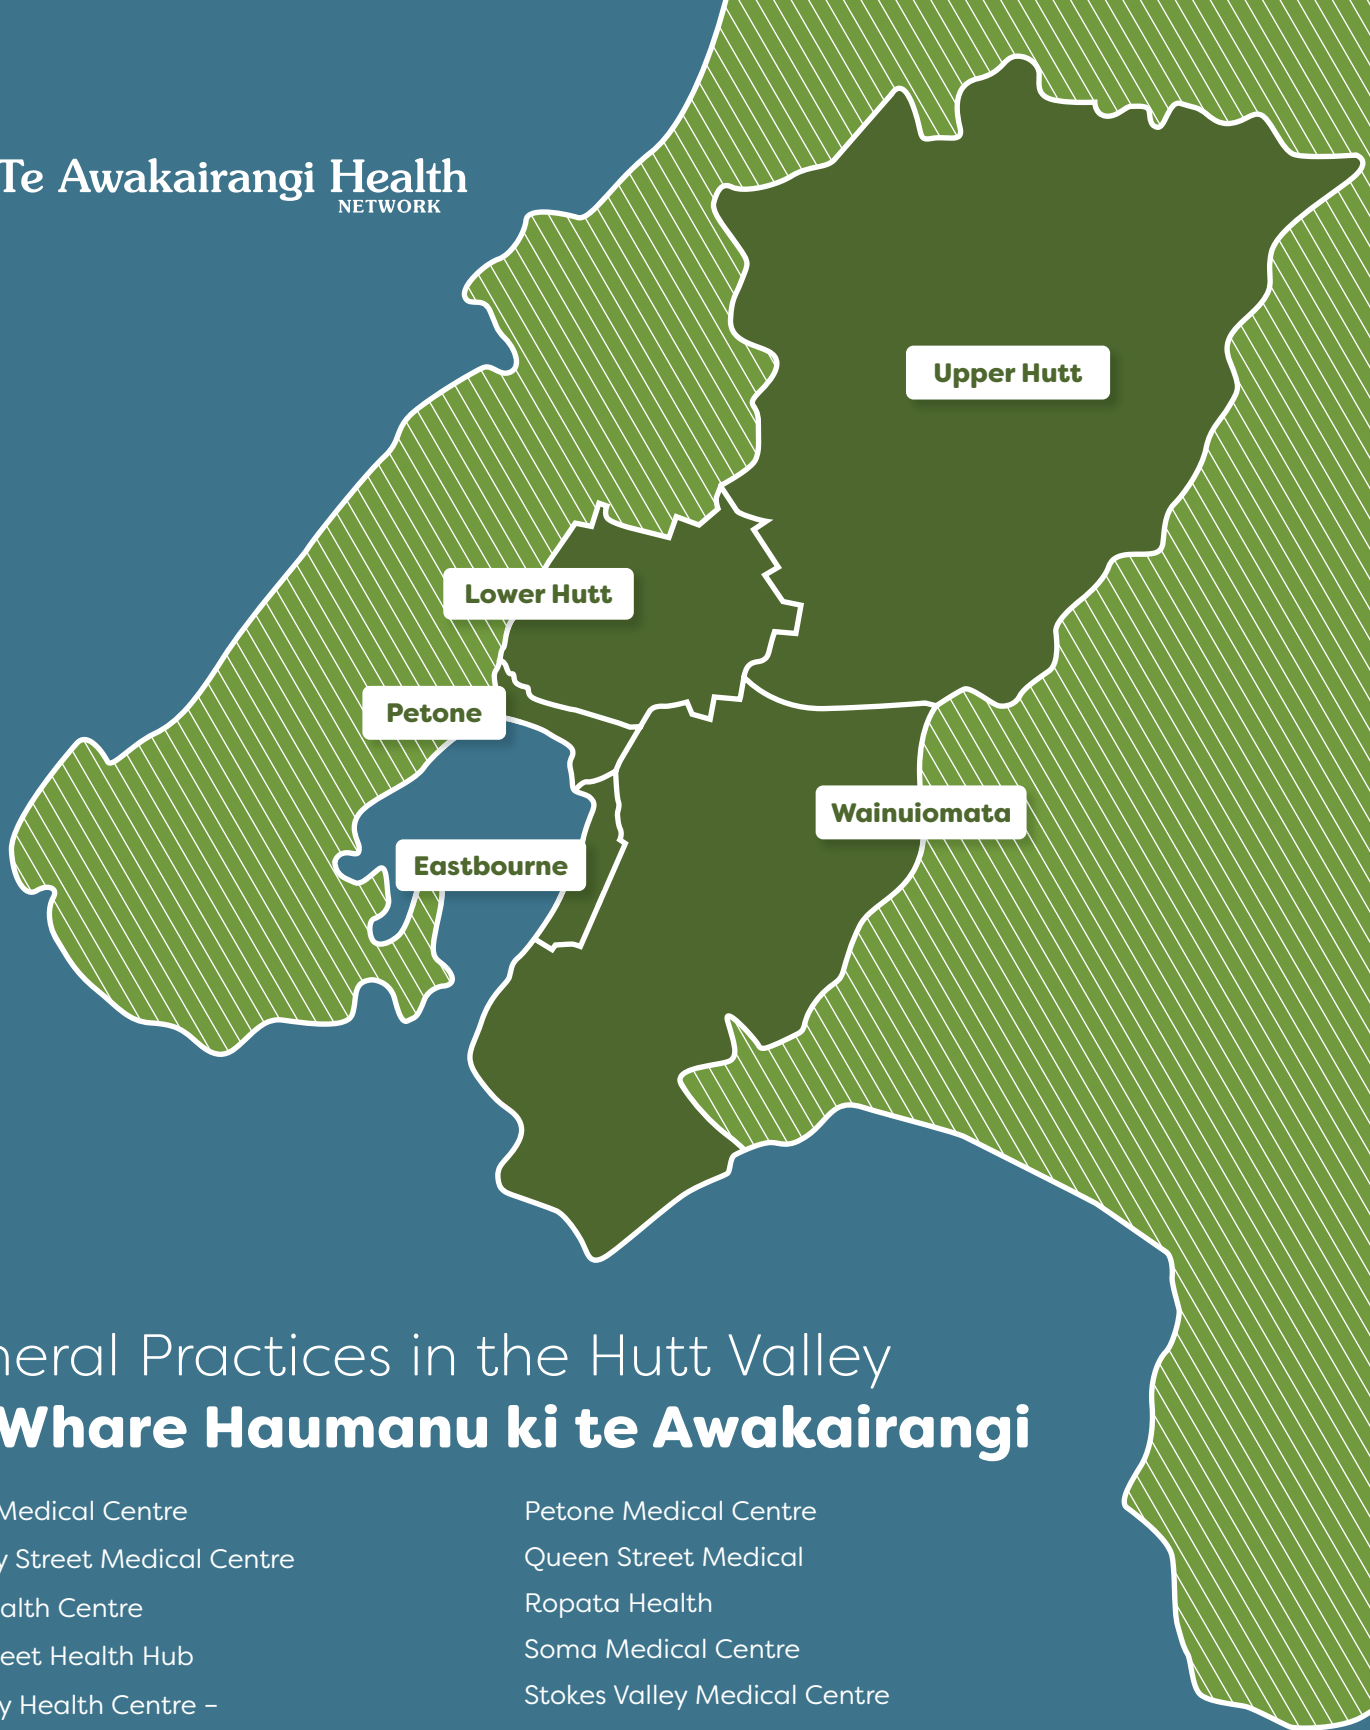 Te Awakairangi Health
NETWORK
Upper Hutt
Lower Hutt
Petone
Wainuiomata
Eastbourne
neral Practices in the Hutt Valley
Whare Haumanu ki te Awakairangi
Medical Centre
y Street Medical Centre
alth Centre
eet Health Hub
y Health Centre –
Petone Medical Centre
Queen Street Medical
Ropata Health
Soma Medical Centre
Stokes Valley Medical Centre